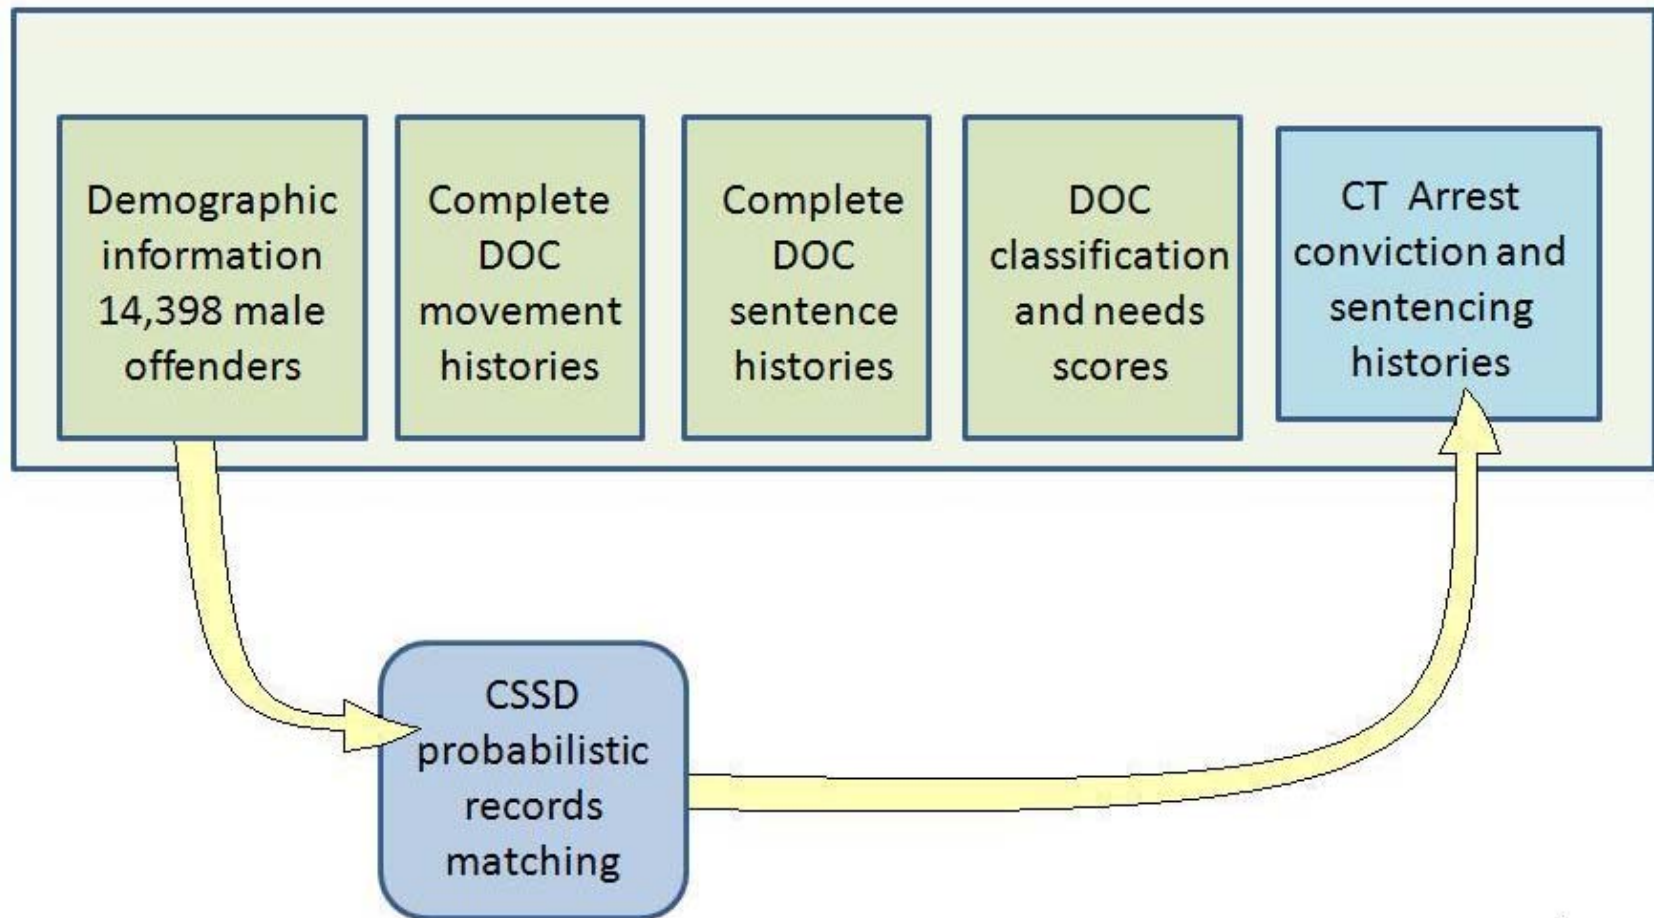 Demographic
information
14,398 male
offenders
Complete
DOC
movement
histories
Complete
DOC
sentence
histories
DOC
classification
and needs
scores
CT Arrest
conviction and
sentencing
histories
CSSD
probabilistic
records
matching